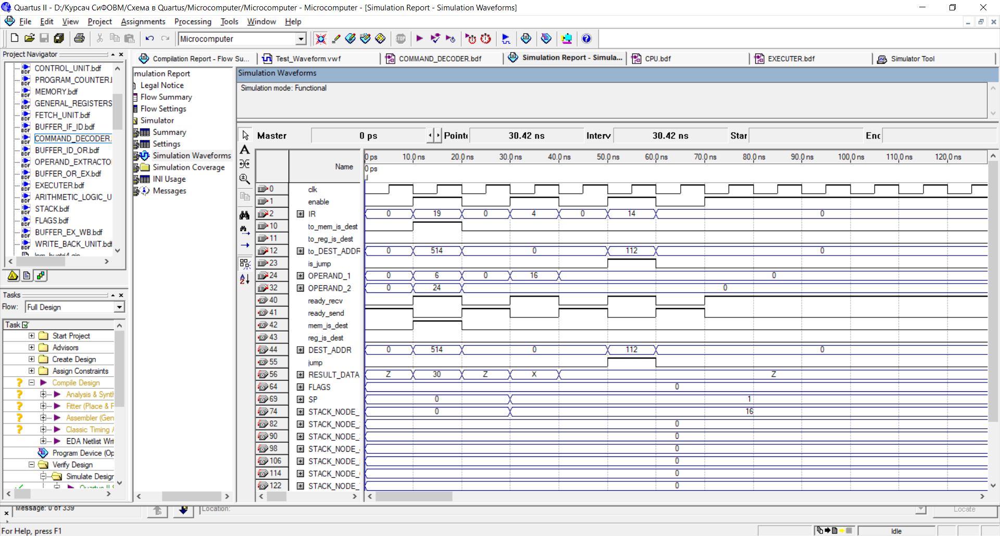 Quartus II - D:/Курсач СиФОВМ/Схема в Quartus/Microcomputer/Microcomputer - Microcomputer - [Simulation Report - Simulation Waveforms]
File Edit View Project Assignments Processing Tools Window Help
Microcomputer
Project Navigator
CONTROL_UNIT.bdf
PROGRAM_COUNTER.
MEMORY.bdf
GENERAL_REGISTERS
FETCH_UNIT.bdf
BUFFER_IF_ID.bdf
COMMAND_DECODER.
BUFFER_ID_OR.bdf
OPERAND_EXTRACTO
BUFFER_OR_EX.bdf
EXECUTER.bdf
ARITHMETIC_LOGIC_U
STACK.bdf
FLAGS.bdf
BUFFER_EX_WB.bdf
WRITE_BACK_UNIT.bdf
Tasks
Flow: Full Design
Task
Start Project
Advisors
Create Design
Assign Constraints
Compile Design
Analysis & Synth
Fitter (Place & F
Assembler (Gen
Classic Timing A
EDA Netlist Wri
Program Device (Op
Verify Design
Simulate Design
Quartus II S
Compilation Report - Flow Su... Test_Waveform.vwf COMMAND_DECODER.bdf Simulation Report - Simula... CPU.bdf EXECUTER.bdf Simulator Tool
mulation Report
Legal Notice
Flow Summary
Flow Settings
Simulator
Summary
Settings
Simulation Waveforms
Simulation Coverage
INI Usage
Messages
Simulation Waveforms
Simulation mode: Functional
Master 0 ps Point 30.42 ns Interv 30.42 ns Star Enc
Name
0 ps 10.0 ns 20.0 ns 30.0 ns 40.0 ns 50.0 ns 60.0 ns 70.0 ns 80.0 ns 90.0 ns 100.0 ns 110.0 ns 120.0 ns
0 ps
0 clk
1 enable
2 IR 0 19 0 4 0 14 0
10 to_mem_is_dest
11 to_reg_is_dest
12 to_DEST_ADDR 0 514 0 112 0
23 is_jump
24 OPERAND_1 0 6 0 16 0
32 OPERAND_2 0 24 0
40 ready_recv
41 ready_send
42 mem_is_dest
43 reg_is_dest
44 DEST_ADDR 0 514 0 112 0
55 jump
56 RESULT_DATA Z 30 Z X Z
64 FLAGS 0
69 SP 0 1
74 STACK_NODE_ 0 16
82 STACK_NODE_ 0
90 STACK_NODE_ 0
98 STACK_NODE_ 0
106 STACK_NODE_ 0
114 STACK_NODE_ 0
122 STACK_NODE_ 0
Message: 0 of 339
Location:
Locate
For Help, press F1
Idle